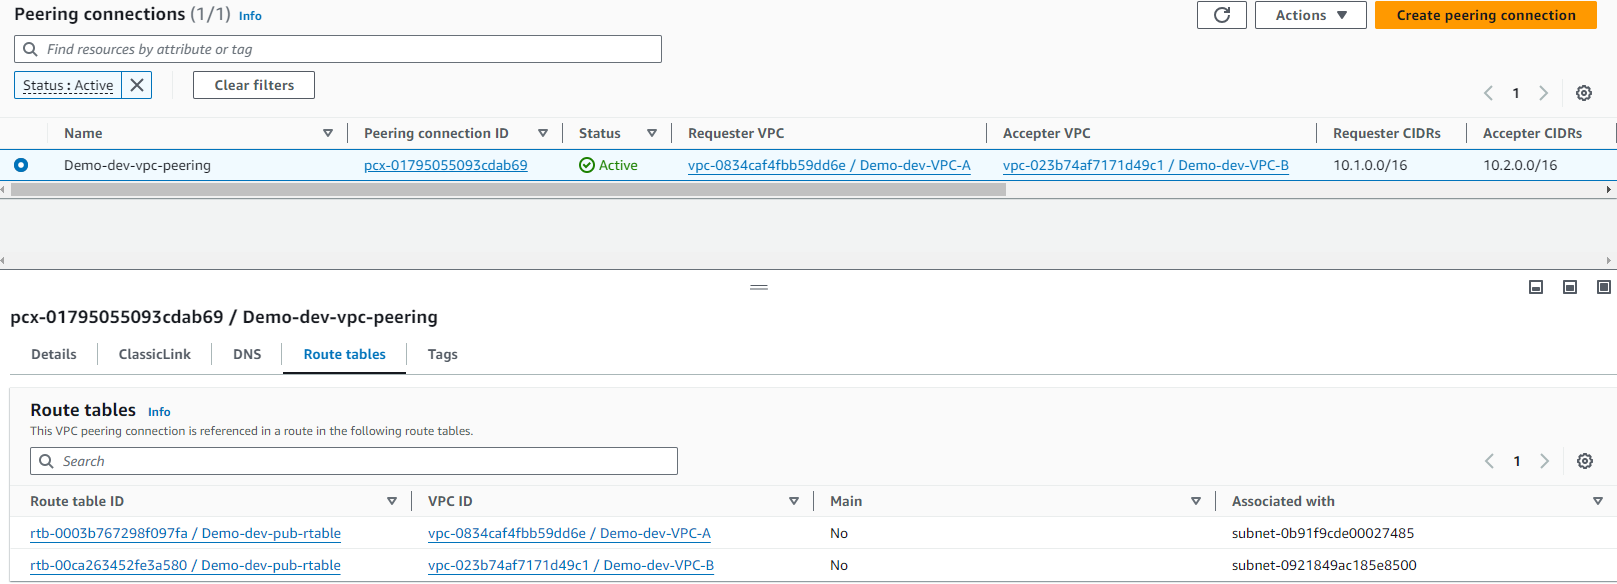 Peering connections (1/1) Info
Actions
Create peering connection
Find resources by attribute or tag
Status : Active
Clear filters
1
Name Peering connection ID Status Requester VPC Accepter VPC Requester CIDRs Accepter CIDRs
Demo-dev-vpc-peering pcx-01795055093cdab69 Active vpc-0834caf4fbb59dd6e / Demo-dev-VPC-A vpc-023b74af7171d49c1 / Demo-dev-VPC-B 10.1.0.0/16 10.2.0.0/16
pcx-01795055093cdab69 / Demo-dev-vpc-peering
Details ClassicLink DNS Route tables Tags
Route tables Info
This VPC peering connection is referenced in a route in the following route tables.
Search
1
Route table ID VPC ID Main Associated with
rtb-0003b767298f097fa / Demo-dev-pub-rtable vpc-0834caf4fbb59dd6e / Demo-dev-VPC-A No subnet-0b91f9cde00027485
rtb-00ca263452fe3a580 / Demo-dev-pub-rtable vpc-023b74af7171d49c1 / Demo-dev-VPC-B No subnet-0921849ac185e8500